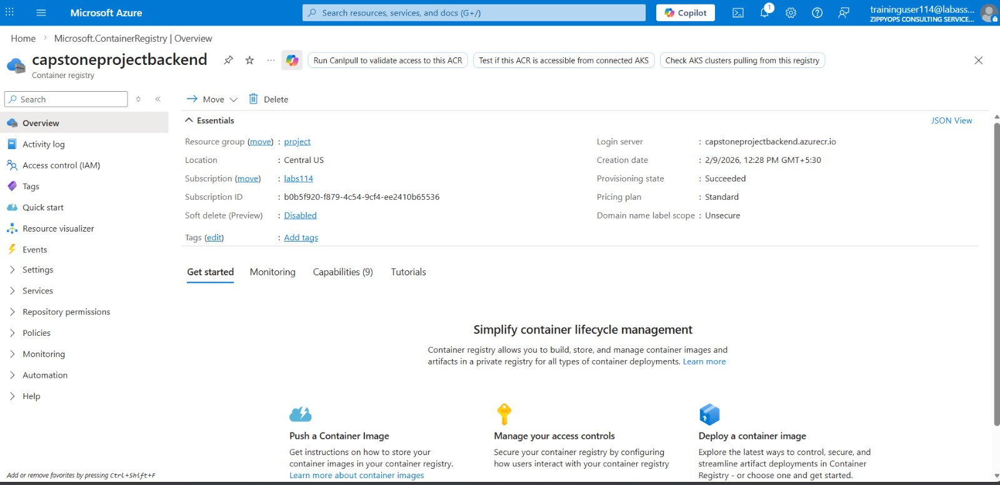 Microsoft Azure
Search resources, services, and docs (G+/)
Copilot
1
traininguser114@labass...
ZIPPYOPS CONSULTING SERVICE...
Home > Microsoft.ContainerRegistry | Overview
capstoneprojectbackend
Container registry
Run CanIpull to validate access to this ACR
Test if this ACR is accessible from connected AKS
Check AKS clusters pulling from this registry
Search
Overview
Activity log
Access control (IAM)
Tags
Quick start
Resource visualizer
Events
Settings
Services
Repository permissions
Policies
Monitoring
Automation
Help
Add or remove favorites by pressing Ctrl+Shift+F
Move
Delete
Essentials
JSON View
Resource group (move) : project
Location : Central US
Subscription (move) : labs114
Subscription ID : b0b5f920-f879-4c54-9cf4-ee2410b65536
Soft delete (Preview) : Disabled
Tags (edit) : Add tags
Login server : capstoneprojectbackend.azurecr.io
Creation date : 2/9/2026, 12:28 PM GMT+5:30
Provisioning state : Succeeded
Pricing plan : Standard
Domain name label scope : Unsecure
Get started
Monitoring
Capabilities (9)
Tutorials
Simplify container lifecycle management
Container registry allows you to build, store, and manage container images and
artifacts in a private registry for all types of container deployments. Learn more
Push a Container Image
Get instructions on how to store your
container images in your container registry.
Learn more about container images
Manage your access controls
Secure your container registry by configuring
how users interact with your container registry
Deploy a container image
Explore the latest ways to control, secure, and
streamline artifact deployments in Container
Registry - or choose one and get started.